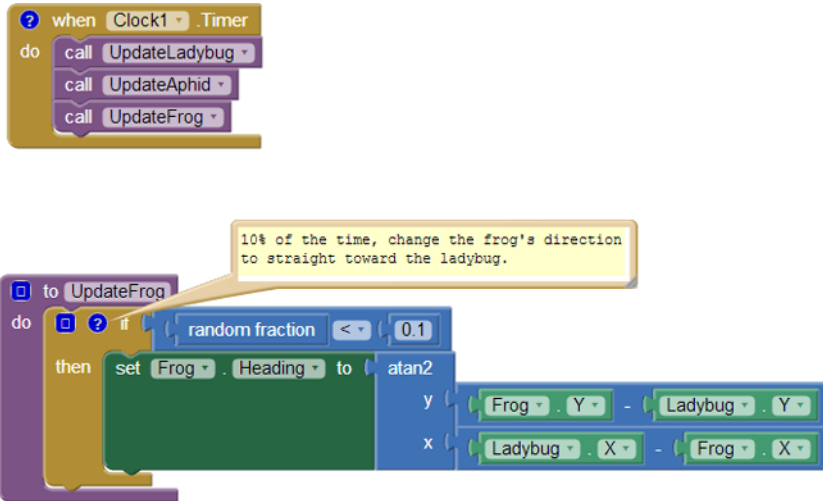 ? when Clock1 .Timer
do call UpdateLadybug
call UpdateAphid
call UpdateFrog
10% of the time, change the frog's direction
to straight toward the ladybug.
to UpdateFrog
do ? if random fraction < 0.1
then set Frog . Heading to atan2
y Frog . Y - Ladybug . Y
x Ladybug . X - Frog . X